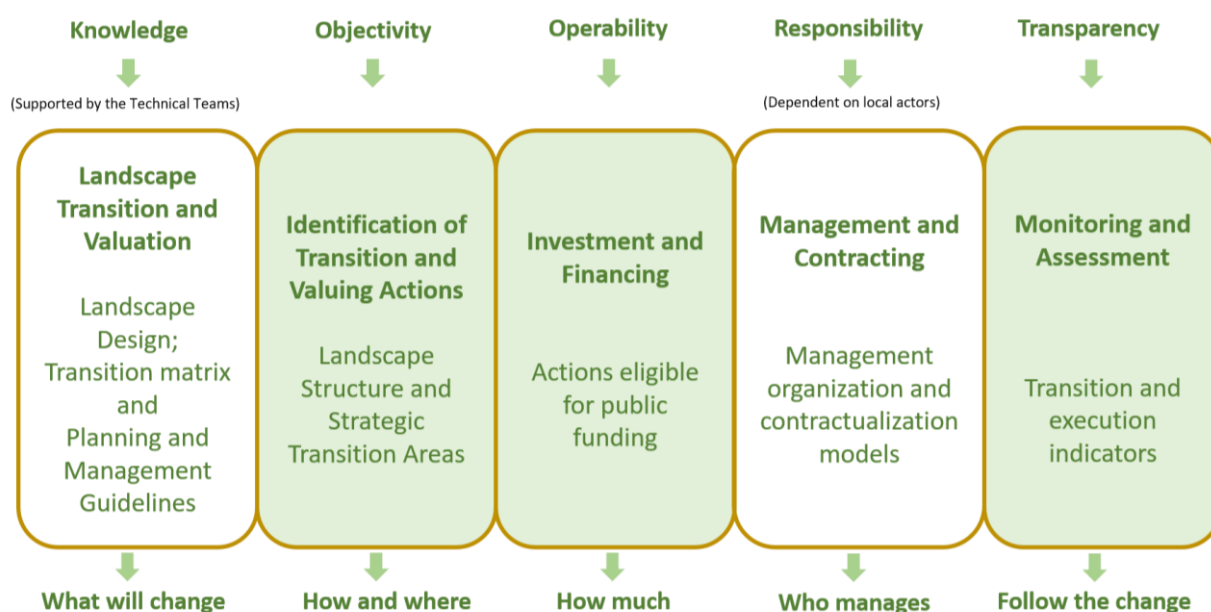 Knowledge
(Supported by the Technical Teams)
Landscape
Transition and
Valuation
Landscape
Design;
Transition matrix
and
Planning and
Management
Guidelines
What will change
Objectivity
Identification of
Transition and
Valuing Actions
Landscape
Structure and
Strategic
Transition Areas
How and where
Operability
Investment and
Financing
Actions eligible
for public
funding
How much
Responsibility
(Dependent on local actors)
Management and
Contracting
Management
organization and
contractualization
models
Who manages
Transparency
Monitoring and
Assessment
Transition and
execution
indicators
Follow the change